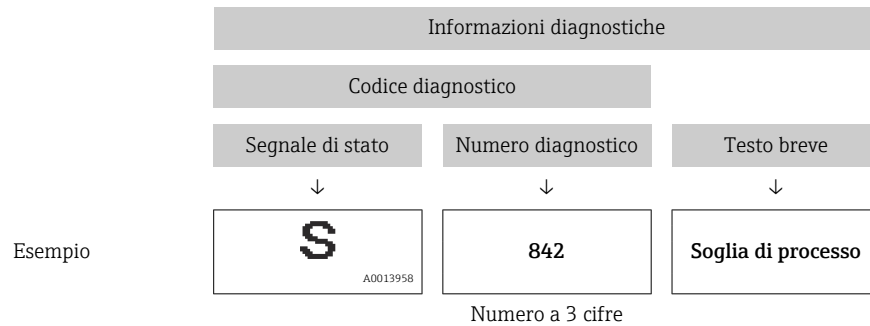 Informazioni diagnostiche
Codice diagnostico
Segnale di stato
Numero diagnostico
Testo breve
↓
↓
↓
Esempio
S
A0013958
842
Soglia di processo
Numero a 3 cifre